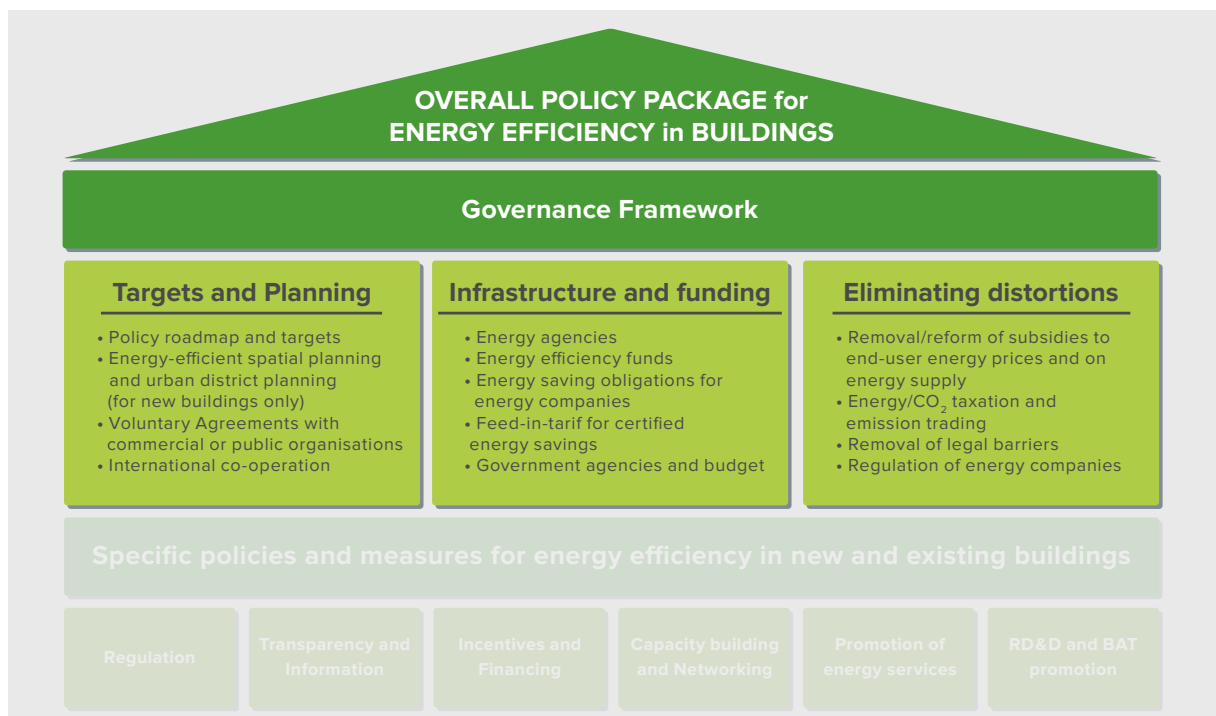 OVERALL POLICY PACKAGE for
ENERGY EFFICIENCY in BUILDINGS
Governance Framework
Targets and Planning
• Policy roadmap and targets
• Energy-efficient spatial planning
and urban district planning
(for new buildings only)
• Voluntary Agreements with
commercial or public organisations
• International co-operation
Infrastructure and funding
• Energy agencies
• Energy efficiency funds
• Energy saving obligations for
energy companies
• Feed-in-tarif for certified
energy savings
• Government agencies and budget
Eliminating distortions
• Removal/reform of subsidies to
end-user energy prices and on
energy supply
• Energy/CO₂ taxation and
emission trading
• Removal of legal barriers
• Regulation of energy companies
Specific policies and measures for energy efficiency in new and existing buildings
Regulation
Transparency and
Information
Incentives and
Financing
Capacity building
and Networking
Promotion of
energy services
RD&D and BAT
promotion